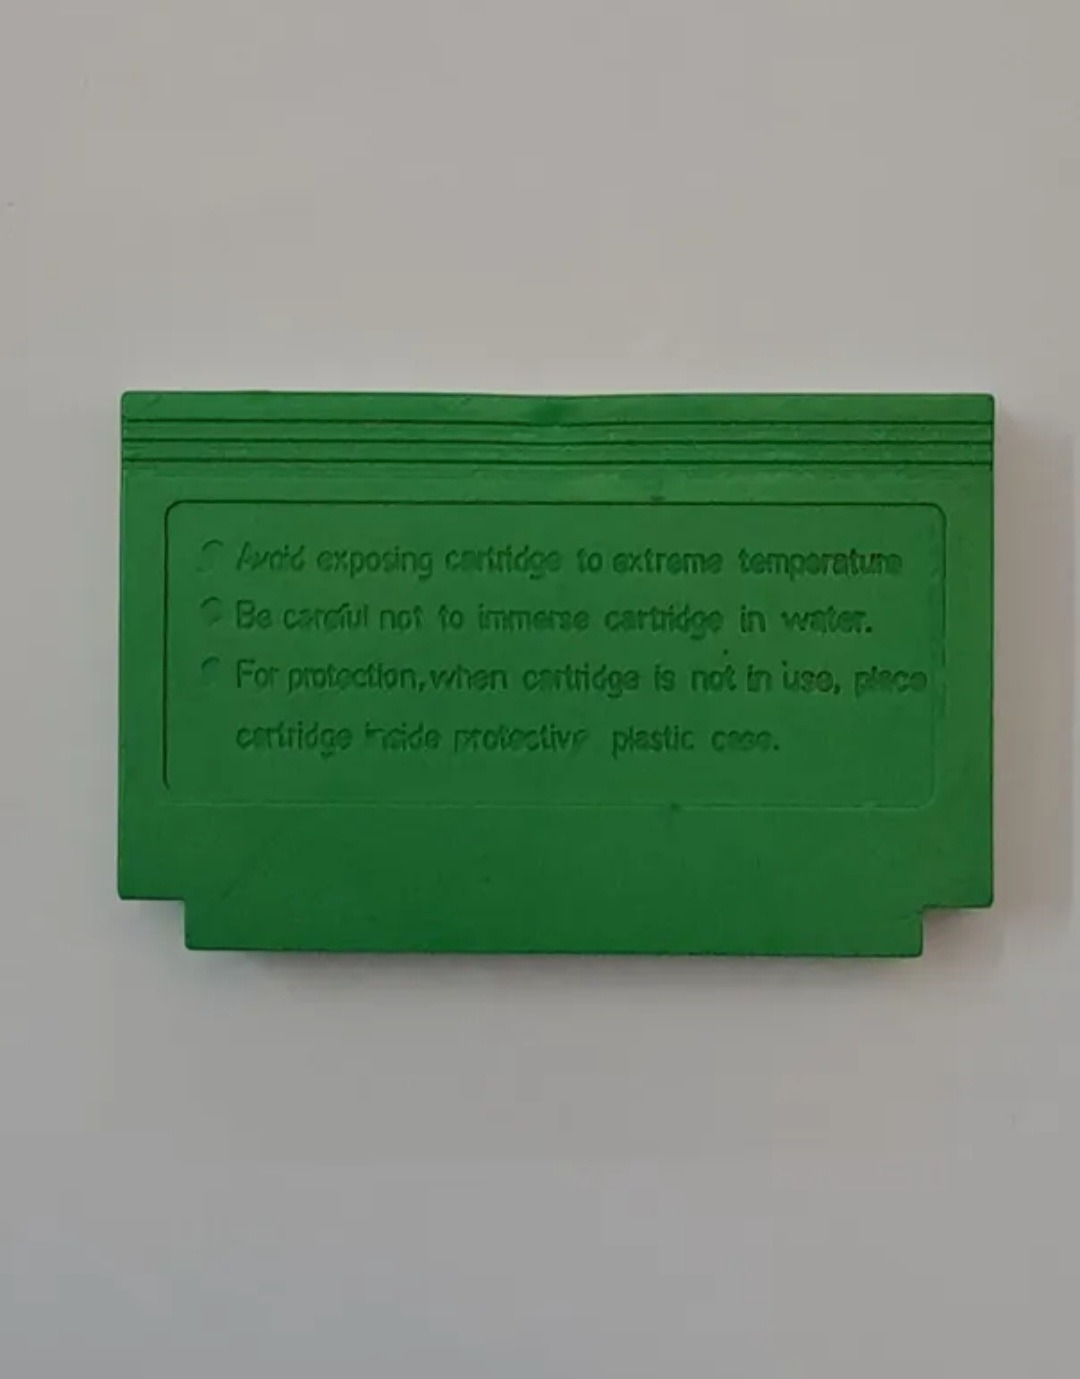 Avoid exposing cartridge to extreme temperature
Be careful not to immerse cartridge in water.
For protection, when cartridge is not in use, place
cartridge inside protective plastic case.